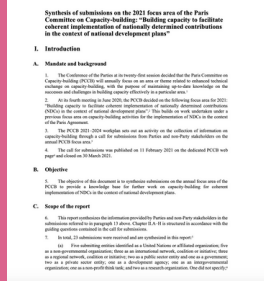 Synthesis of submissions on the 2021 focus area of the Paris
Committee on Capacity-building: "Building capacity to facilitate
coherent implementation of nationally determined contributions
in the context of national development plans"
I. Introduction
A. Mandate and background
1. The Conference of the Parties at its twenty-first session decided that the Paris Committee on
Capacity-building (PCCB) will annually focus on an area or theme related to enhanced technical
exchange on capacity-building, with the purpose of maintaining up-to-date knowledge on the
successes and challenges in building capacity effectively in a particular area.
2. At its fourth meeting in June 2020, the PCCB decided on the following focus area for 2021:
"Building capacity to facilitate coherent implementation of nationally determined contributions
(NDCs) in the context of national development plans". This builds on work undertaken under a
previous focus area on capacity-building activities for the implementation of NDCs in the context
of the Paris Agreement.
3. The PCCB 2021–2024 workplan sets out an activity on the collection of information on
capacity-building through a call for submissions from Parties and non-Party stakeholders on the
annual PCCB focus area.
4. The call for submissions was published on 11 February 2021 on the dedicated PCCB web
page and closed on 30 March 2021.
B. Objective
5. The objective of this document is to synthesize submissions on the annual focus area of the
PCCB to provide a knowledge base for further work on capacity-building for coherent
implementation of NDCs in the context of national development plans.
C. Scope of the report
6. This report synthesizes the information provided by Parties and non-Party stakeholders in the
submissions referred to in paragraph 13 above. Chapter II.A–H is structured in accordance with the
guiding questions contained in the call for submissions.
7. In total, 23 submissions were received and are synthesized in this report:
(a) Five submitting entities identified as a United Nations or affiliated organization; five
as a non-governmental organization; three as an international network, coalition or initiative; three
as a regional network, coalition or initiative; two as a public sector entity and one as a government;
two as a private sector entity; one as a development agency; one as an intergovernmental
organization; one as a non-profit think tank, and two as a research organization. One did not specify;